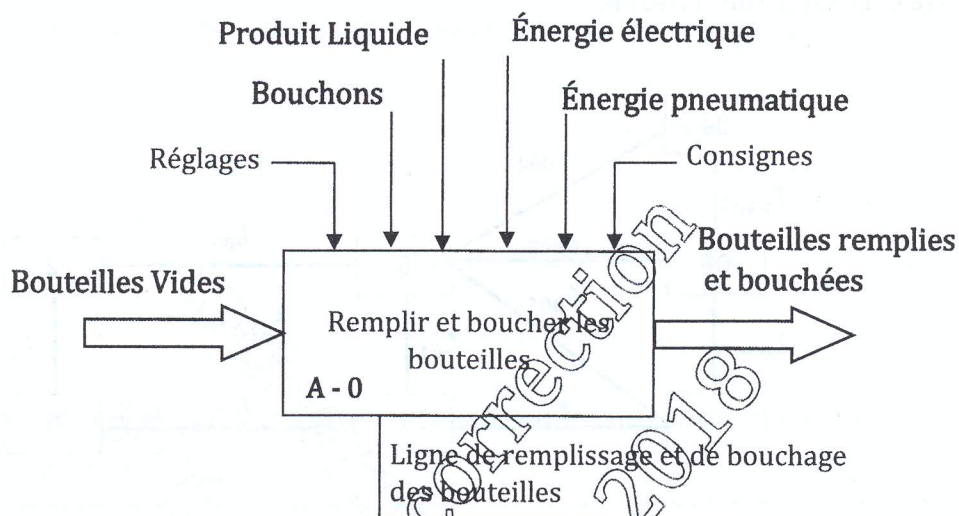 Produit Liquide
Énergie électrique
Bouchons
Énergie pneumatique
Réglages
Consignes
Bouteilles Vides
Bouteilles remplies
et bouchées
Remplir et boucher les
bouteilles
A - 0
Ligne de remplissage et de bouchage
des bouteilles
correction
2018